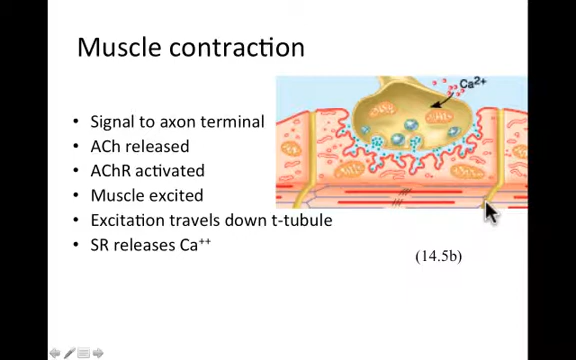 Muscle contraction
Ca2+
• Signal to axon terminal
• ACh released
• AChR activated
• Muscle excited
• Excitation travels down t-tubule
• SR releases Ca++
(14.5b)